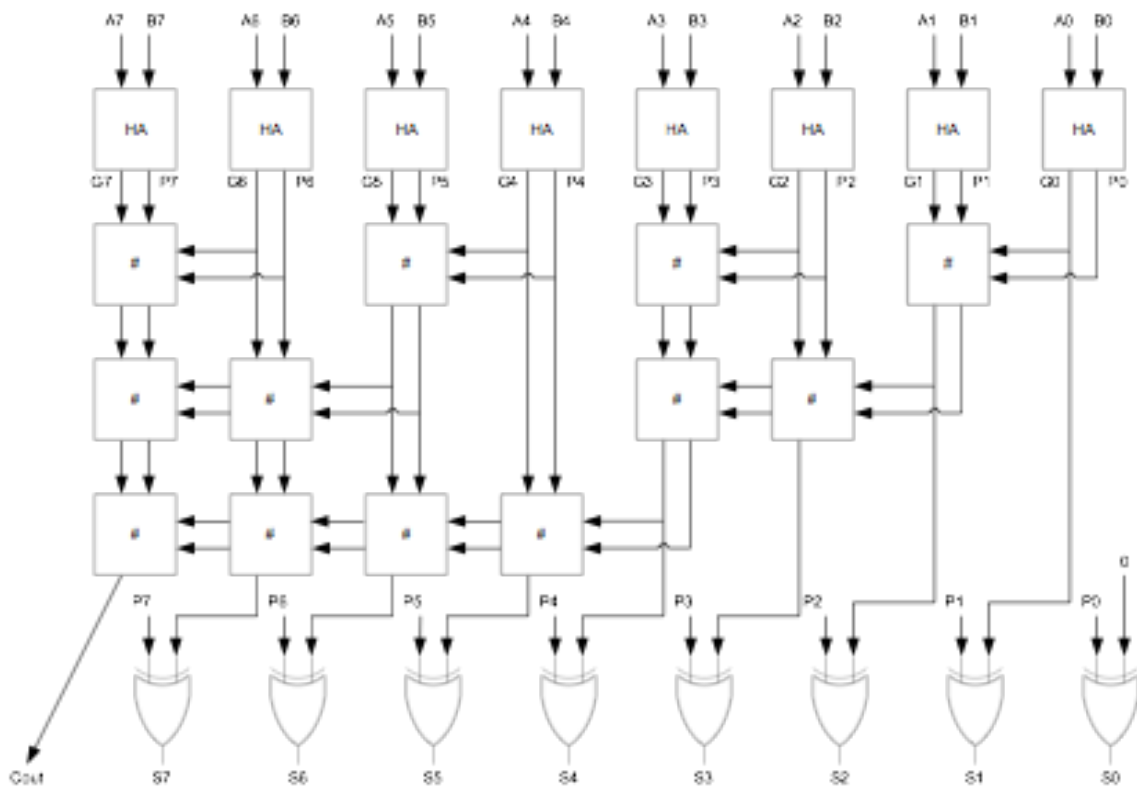 A7 B7 A6 B6 A5 B5 A4 B4 A3 B3 A2 B2 A1 B1 A0 B0
HA HA HA HA HA HA HA HA
G7 P7 G6 P6 G5 P5 G4 P4 G3 P3 G2 P2 G1 P1 G0 P0
# # # #
# # # #
# # # #
0
P7 P6 P5 P4 P3 P2 P1 P0
Cout S7 S6 S5 S4 S3 S2 S1 S0